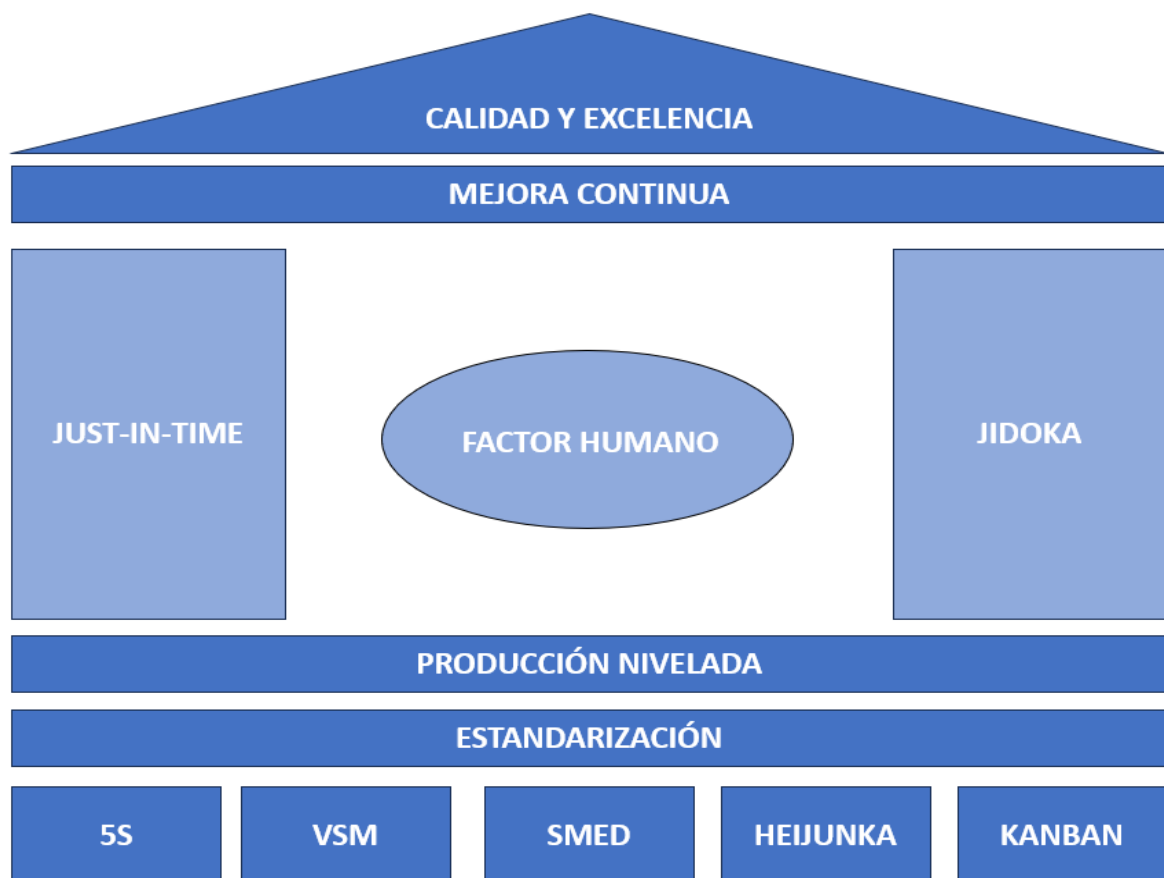 CALIDAD Y EXCELENCIA
MEJORA CONTINUA
JUST-IN-TIME
FACTOR HUMANO
JIDOKA
PRODUCCIÓN NIVELADA
ESTANDARIZACIÓN
5S
VSM
SMED
HEIJUNKA
KANBAN